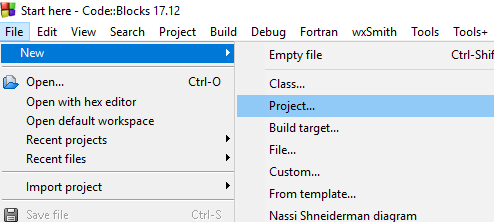 Start here - Code::Blocks 17.12
File Edit View Search Project Build Debug Fortran wxSmith Tools Tools+
New
Open... Ctrl-O
Open with hex editor
Open default workspace
Recent projects
Recent files
Import project
Save file Ctrl-S
Empty file Ctrl-Shif
Class...
Project...
Build target...
File...
Custom...
From template...
Nassi Shneiderman diagram